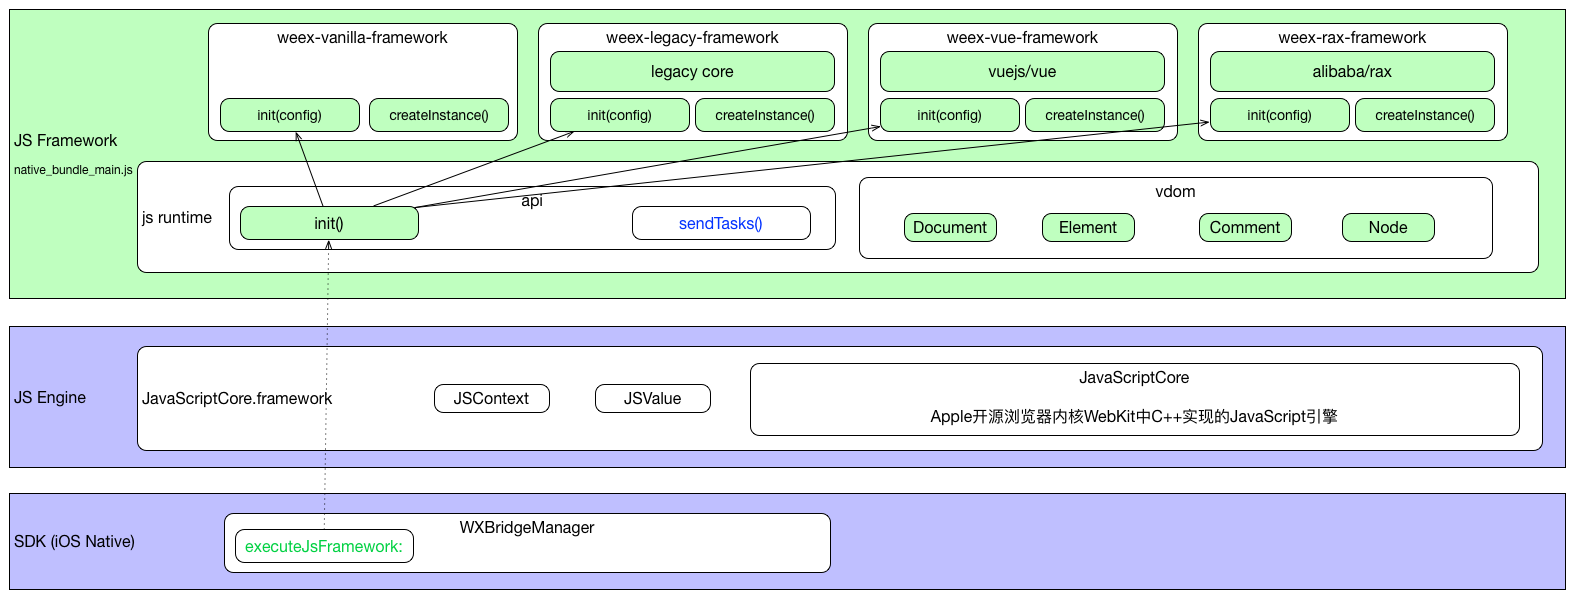 weex-vanilla-framework
init(config)
createInstance()
weex-legacy-framework
legacy core
init(config)
createInstance()
weex-vue-framework
vuejs/vue
init(config)
createInstance()
weex-rax-framework
alibaba/rax
init(config)
createInstance()
JS Framework
native_bundle_main.js
js runtime
api
init()
sendTasks()
vdom
Document
Element
Comment
Node
JS Engine
JavaScriptCore.framework
JSContext
JSValue
JavaScriptCore
Apple开源浏览器内核WebKit中C++实现的JavaScript引擎
SDK (iOS Native)
WXBridgeManager
executeJsFramework: